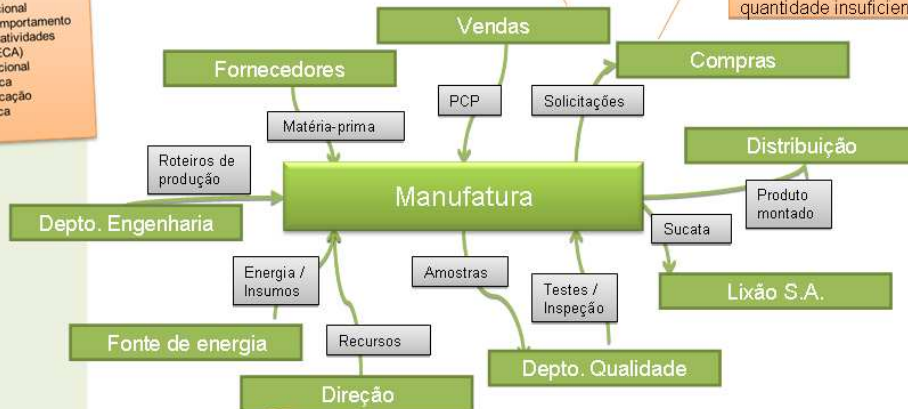 atividades
quantidade
Vendas
Fornecedores
Compras
PCP
Solicitações
Matéria-prima
Distribuição
Roteiros de
produção
Manufatura
Produto
montado
Depto. Engenharia
Sucata
Energia /
Insumos
Amostras
Testes /
Inspeção
Lixão S.A.
Fonte de energia
Recursos
Depto. Qualidade
Direção